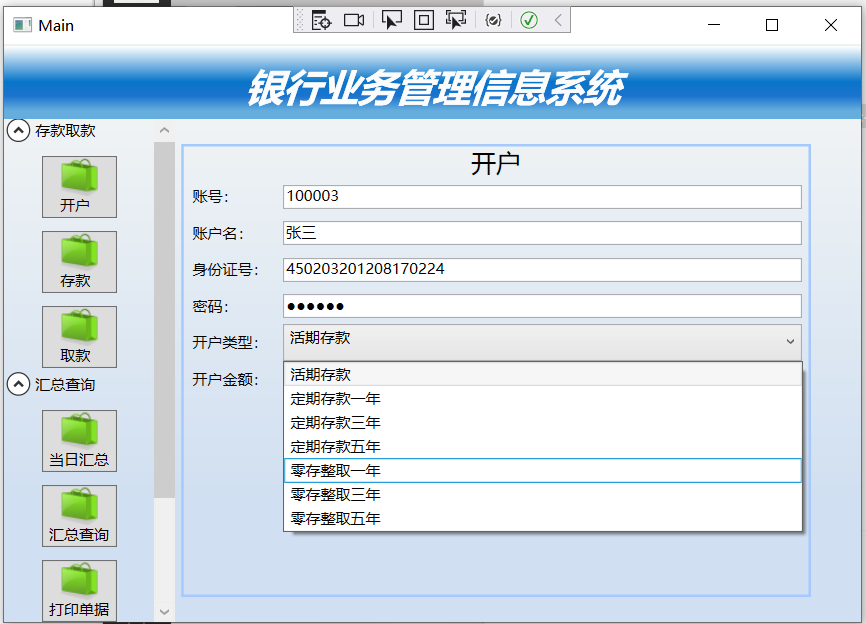 Main
银行业务管理信息系统
存款取款
开户
存款
取款
汇总查询
当日汇总
汇总查询
打印单据
开户
账号： 100003
账户名： 张三
身份证号： 450203201208170224
密码： ●●●●●●
开户类型： 活期存款
开户金额：
活期存款
定期存款一年
定期存款三年
定期存款五年
零存整取一年
零存整取三年
零存整取五年